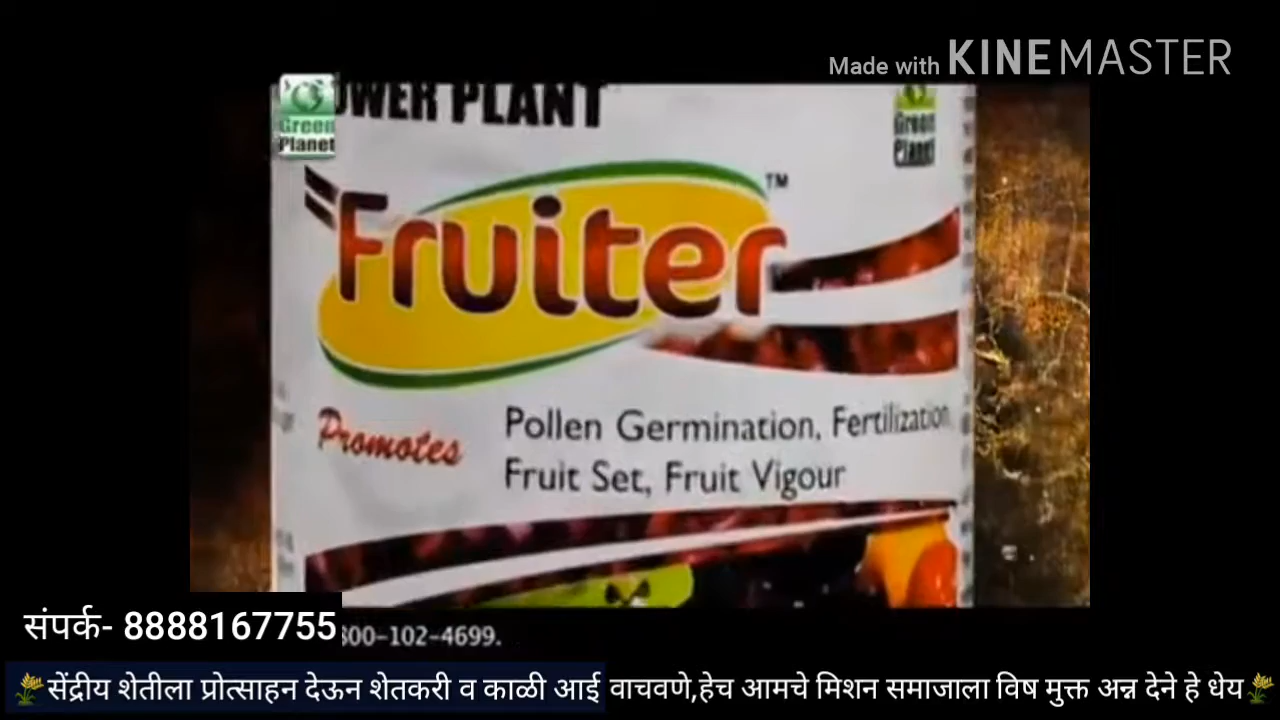 Made with KINEMASTER
OWER PLANT
Green
Planet
Green
Planet
Fruiter™
Promotes
Pollen Germination, Fertilization
Fruit Set, Fruit Vigour
संपर्क- 8888167755
800-102-4699.
सेंद्रीय शेतीला प्रोत्साहन देऊन शेतकरी व काळी आई वाचवणे,हेच आमचे मिशन समाजाला विष मुक्त अन्न देने हे धेय